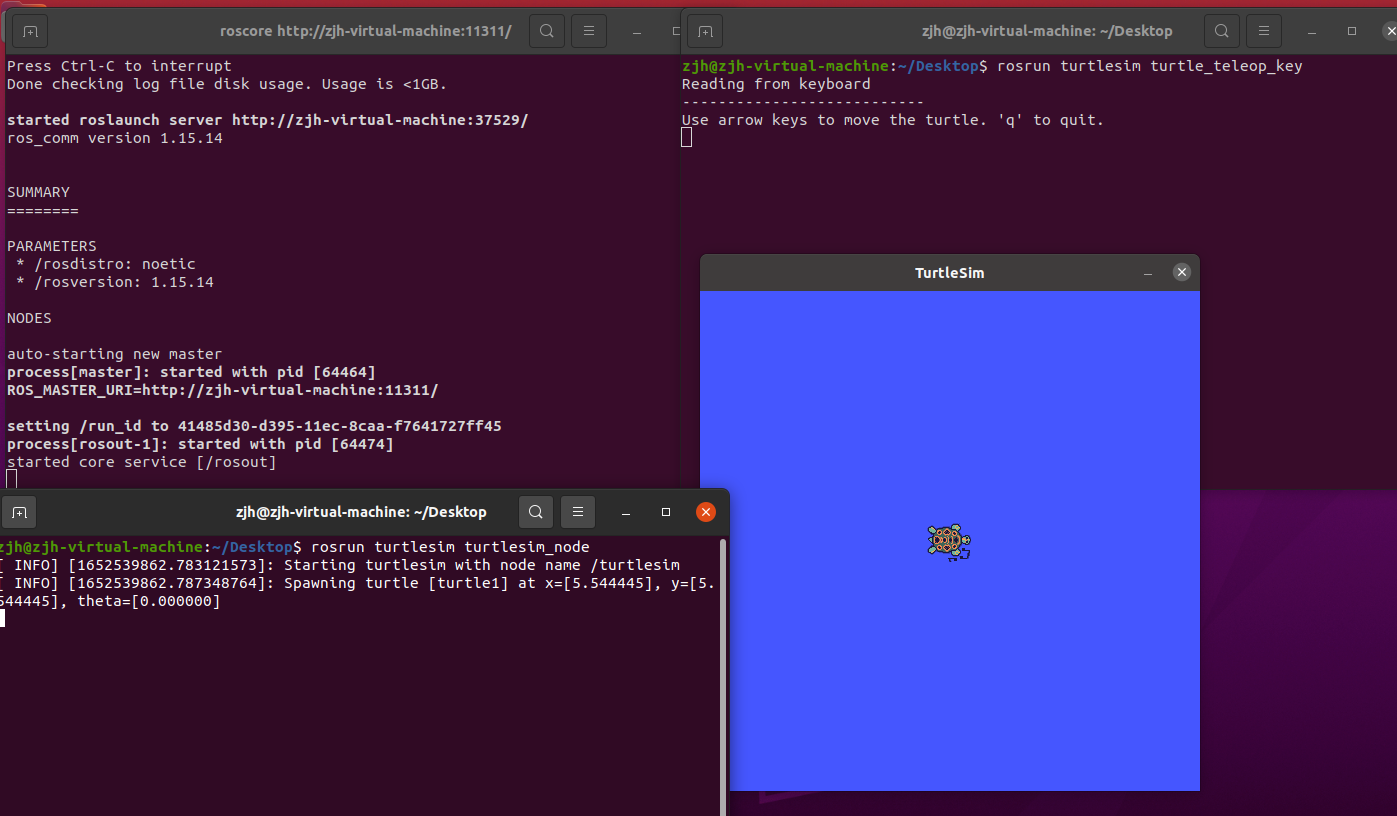 roscore http://zjh-virtual-machine:11311/
Press Ctrl-C to interrupt
Done checking log file disk usage. Usage is <1GB.
started roslaunch server http://zjh-virtual-machine:37529/
ros_comm version 1.15.14
SUMMARY
========
PARAMETERS
* /rosdistro: noetic
* /rosversion: 1.15.14
NODES
auto-starting new master
process[master]: started with pid [64464]
ROS_MASTER_URI=http://zjh-virtual-machine:11311/
setting /run_id to 41485d30-d395-11ec-8caa-f7641727ff45
process[rosout-1]: started with pid [64474]
started core service [/rosout]
zjh@zjh-virtual-machine: ~/Desktop
zjh@zjh-virtual-machine:~/Desktop$ rosrun turtlesim turtle_teleop_key
Reading from keyboard
---------------------------
Use arrow keys to move the turtle. 'q' to quit.
TurtleSim
zjh@zjh-virtual-machine: ~/Desktop
zjh@zjh-virtual-machine:~/Desktop$ rosrun turtlesim turtlesim_node
[ INFO] [1652539862.783121573]: Starting turtlesim with node name /turtlesim
[ INFO] [1652539862.787348764]: Spawning turtle [turtle1] at x=[5.544445], y=[5.
544445], theta=[0.000000]